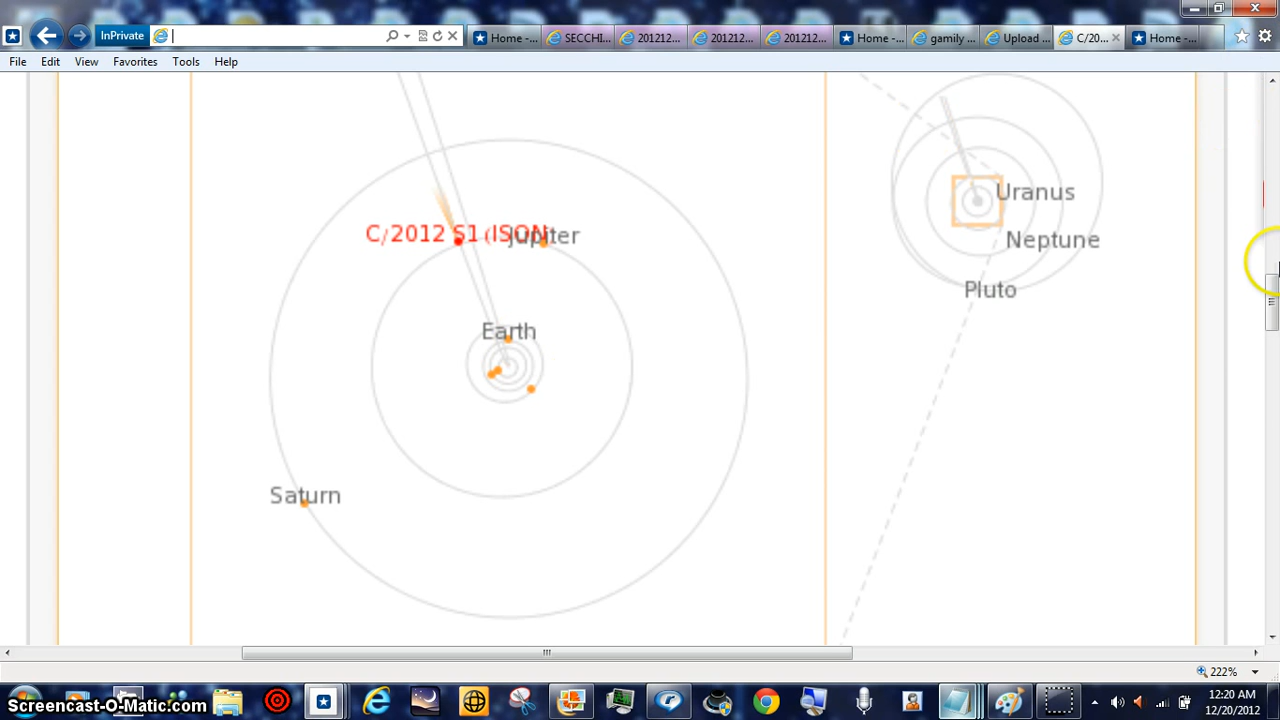 InPrivate
Home -...
SECCHI...
201212...
201212...
201212...
Home -...
gamily ...
Upload ...
C/20...
Home -...
File Edit View Favorites Tools Help
C/2012 S1 (ISON)
Jupiter
Earth
Saturn
Uranus
Neptune
Pluto
222%
Screencast-O-Matic.com
12:20 AM
12/20/2012